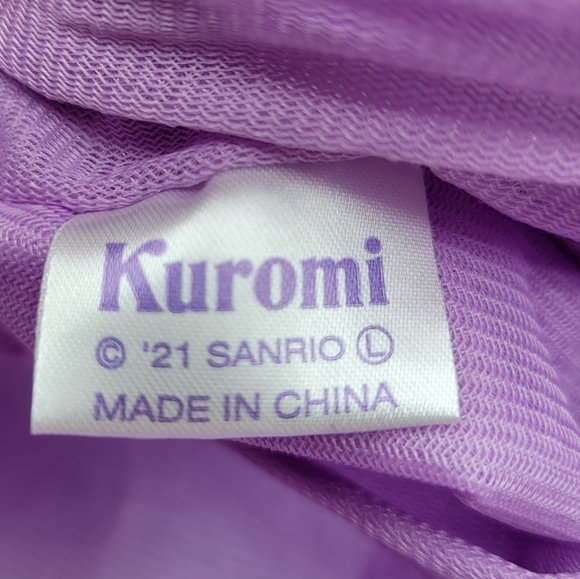 Kuromi
© '21 SANRIO Ⓛ
MADE IN CHINA